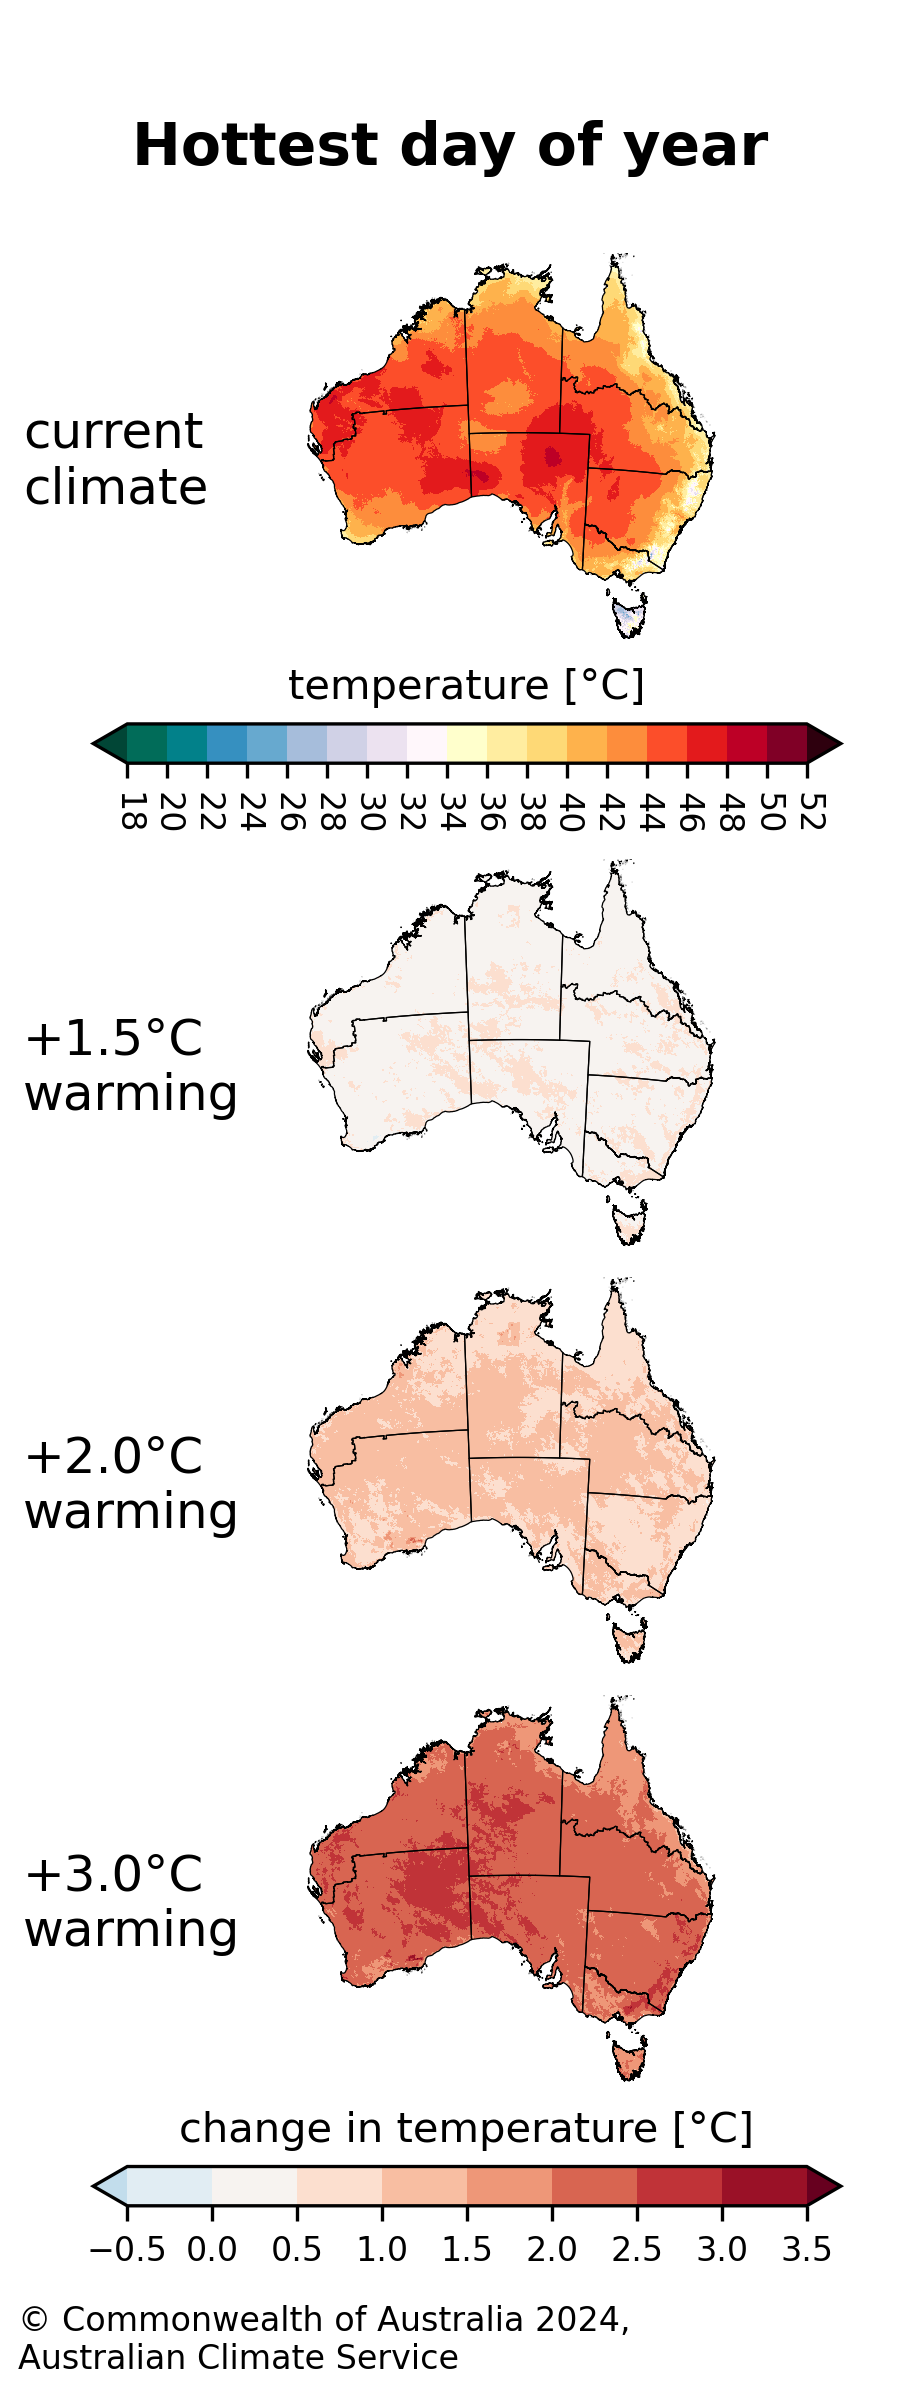 Hottest day of year
current
climate
temperature [°C]
18 20 22 24 26 28 30 32 34 36 38 40 42 44 46 48 50 52
+1.5°C
warming
+2.0°C
warming
+3.0°C
warming
change in temperature [°C]
−0.5 0.0 0.5 1.0 1.5 2.0 2.5 3.0 3.5
© Commonwealth of Australia 2024,
Australian Climate Service